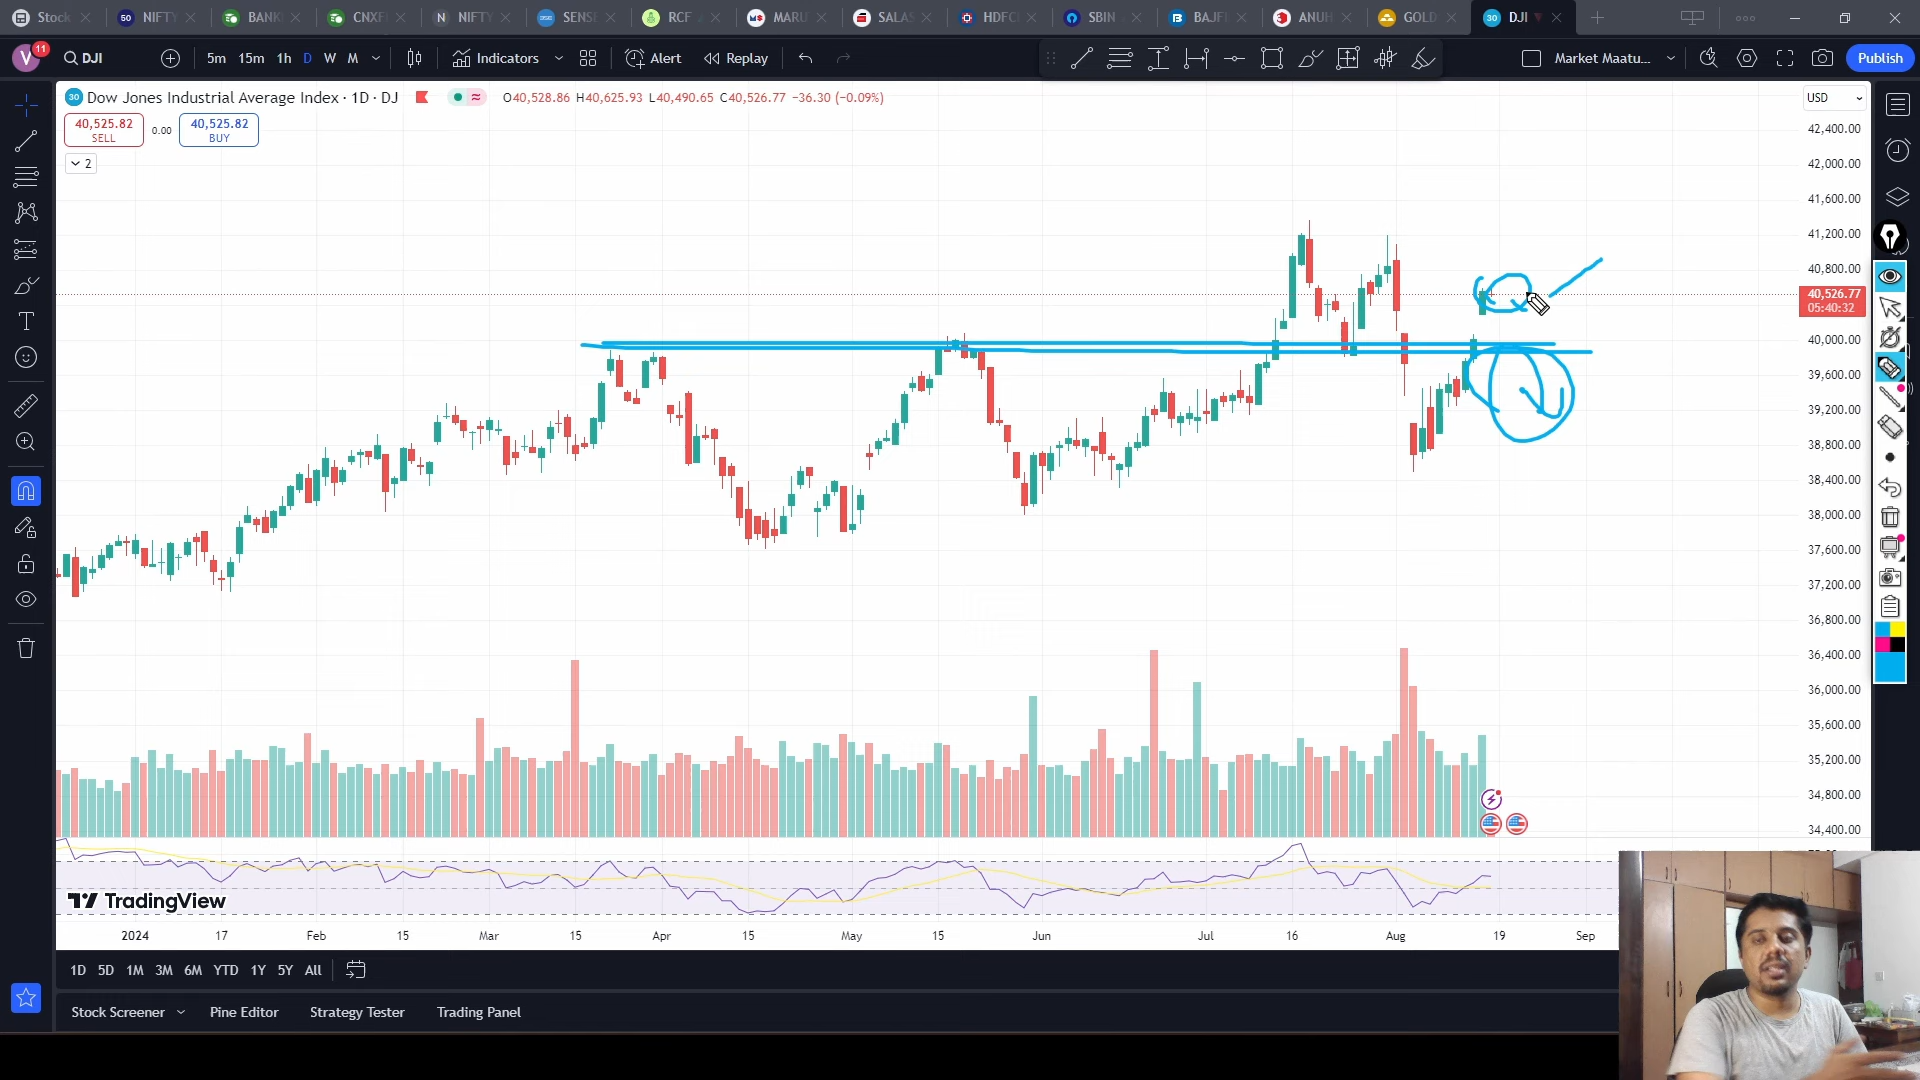 Stock
50 NIFTY
BANK
CNXF
N NIFTY
SENSE
RCF
MARU
SALAS
HDFC
SBIN
BAJFI
ANUH
GOLD
30 DJI
V 11 DJI 5m 15m 1h D W M Indicators Alert Replay Market Maatu... Publish
30 Dow Jones Industrial Average Index · 1D · DJ O40,528.86 H40,625.93 L40,490.65 C40,526.77 −36.30 (−0.09%) USD
40,525.82 0.00 40,525.82
SELL BUY
2
42,400.00
42,000.00
41,600.00
41,200.00
40,800.00
40,526.77
05:40:32
40,000.00
39,600.00
39,200.00
38,800.00
38,400.00
38,000.00
37,600.00
37,200.00
36,800.00
36,400.00
36,000.00
35,600.00
35,200.00
34,800.00
34,400.00
TradingView
2024 17 Feb 15 Mar 15 Apr 15 May 15 Jun Jul 16 Aug 19 Sep
1D 5D 1M 3M 6M YTD 1Y 5Y All
Stock Screener Pine Editor Strategy Tester Trading Panel